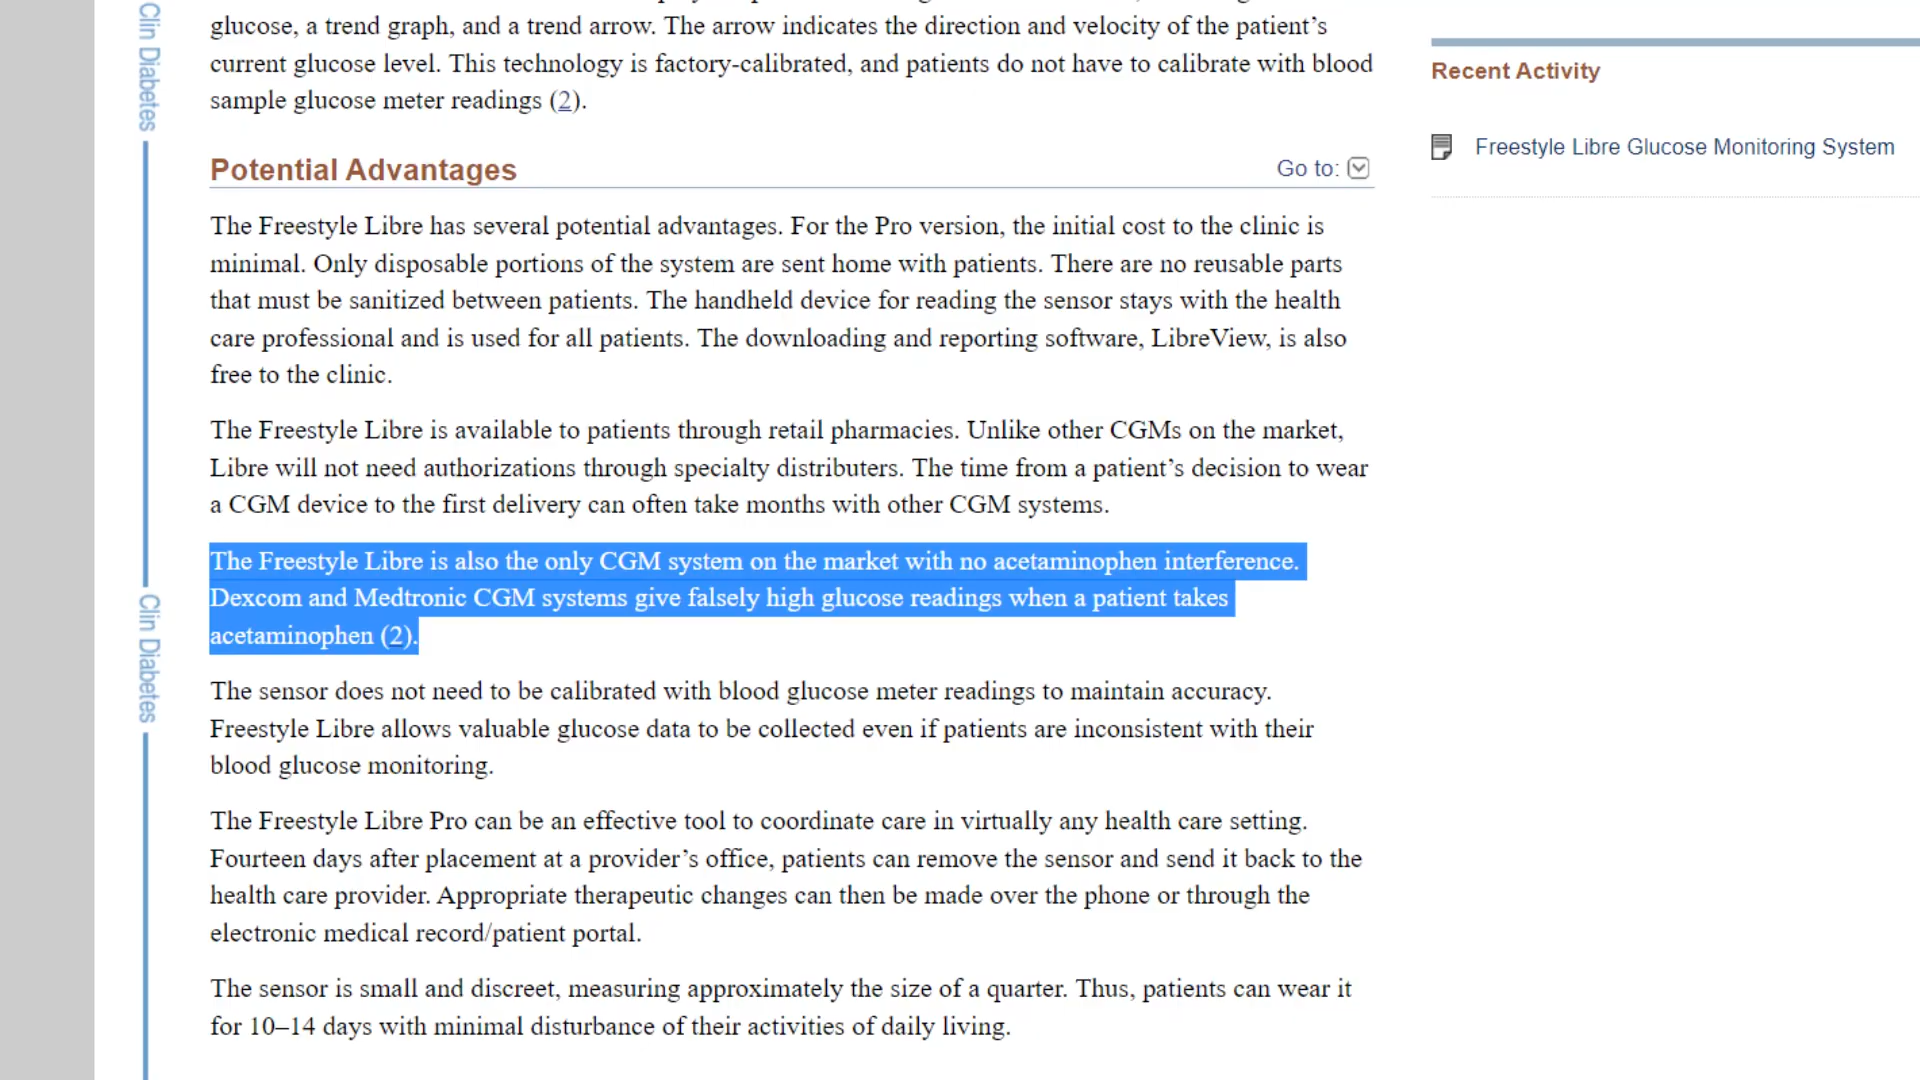 glucose, a trend graph, and a trend arrow. The arrow indicates the direction and velocity of the patient’s
current glucose level. This technology is factory-calibrated, and patients do not have to calibrate with blood
sample glucose meter readings (2).
Potential Advantages
Go to:
The Freestyle Libre has several potential advantages. For the Pro version, the initial cost to the clinic is
minimal. Only disposable portions of the system are sent home with patients. There are no reusable parts
that must be sanitized between patients. The handheld device for reading the sensor stays with the health
care professional and is used for all patients. The downloading and reporting software, LibreView, is also
free to the clinic.
The Freestyle Libre is available to patients through retail pharmacies. Unlike other CGMs on the market,
Libre will not need authorizations through specialty distributers. The time from a patient’s decision to wear
a CGM device to the first delivery can often take months with other CGM systems.
The Freestyle Libre is also the only CGM system on the market with no acetaminophen interference.
Dexcom and Medtronic CGM systems give falsely high glucose readings when a patient takes
acetaminophen (2).
The sensor does not need to be calibrated with blood glucose meter readings to maintain accuracy.
Freestyle Libre allows valuable glucose data to be collected even if patients are inconsistent with their
blood glucose monitoring.
The Freestyle Libre Pro can be an effective tool to coordinate care in virtually any health care setting.
Fourteen days after placement at a provider’s office, patients can remove the sensor and send it back to the
health care provider. Appropriate therapeutic changes can then be made over the phone or through the
electronic medical record/patient portal.
The sensor is small and discreet, measuring approximately the size of a quarter. Thus, patients can wear it
for 10–14 days with minimal disturbance of their activities of daily living.
Clin Diabetes
Clin Diabetes
Recent Activity
Freestyle Libre Glucose Monitoring System